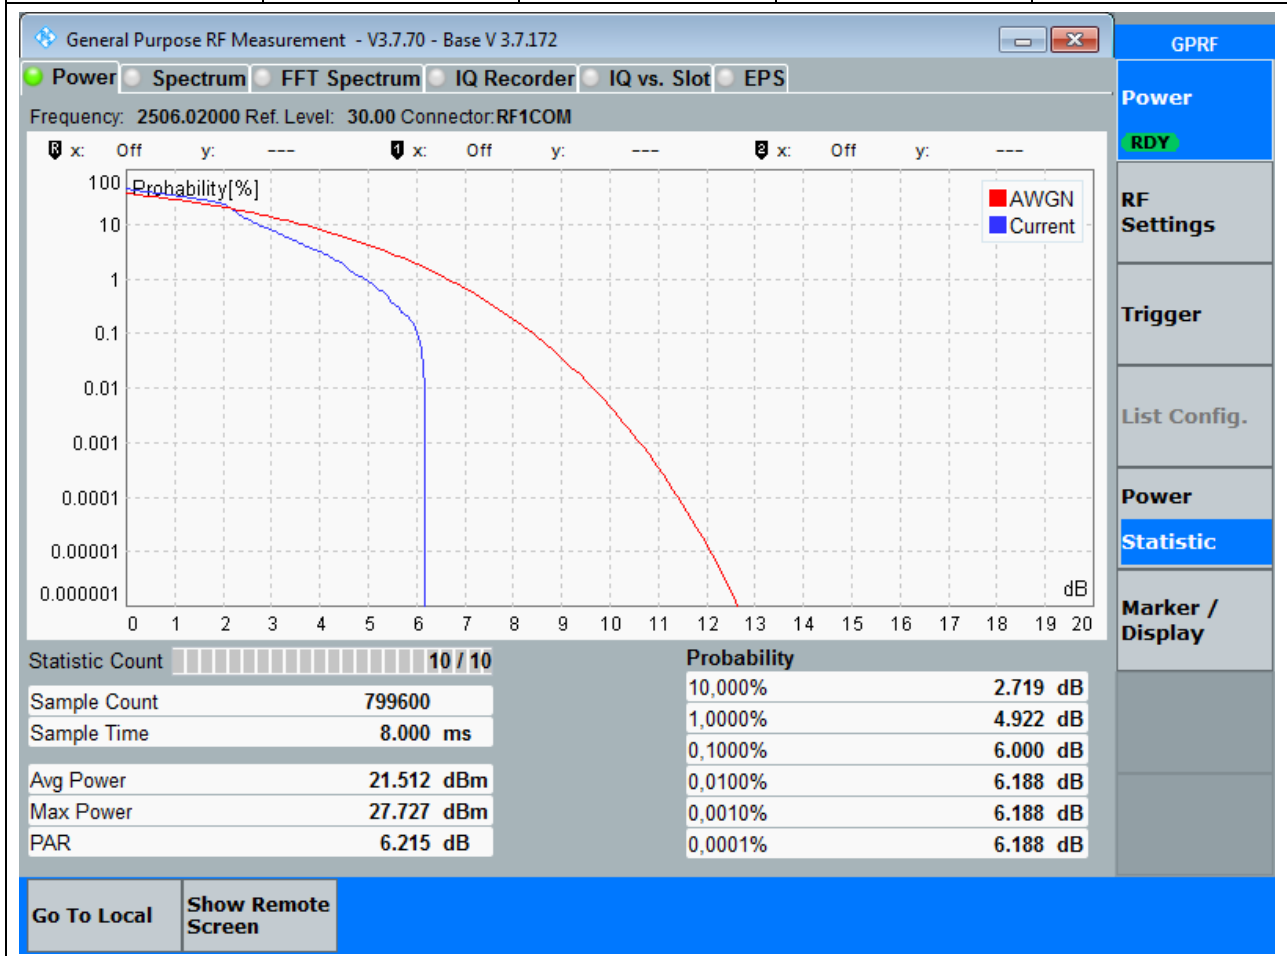 General Purpose RF Measurement - V3.7.70 - Base V 3.7.172
GPRF
Power Spectrum FFT Spectrum IQ Recorder IQ vs. Slot EPS
Frequency: 2506.02000 Ref. Level: 30.00 Connector:RF1COM
R x: Off y: --- 1 x: Off y: --- 2 x: Off y: ---
Probability[%]
AWGN
Current
100
10
1
0.1
0.01
0.001
0.0001
0.00001
0.000001
dB
0 1 2 3 4 5 6 7 8 9 10 11 12 13 14 15 16 17 18 19 20
Statistic Count 10 / 10
Sample Count 799600
Sample Time 8.000 ms
Avg Power 21.512 dBm
Max Power 27.727 dBm
PAR 6.215 dB
Probability
10,000% 2.719 dB
1,0000% 4.922 dB
0,1000% 6.000 dB
0,0100% 6.188 dB
0,0010% 6.188 dB
0,0001% 6.188 dB
Power
RDY
RF
Settings
Trigger
List Config.
Power
Statistic
Marker /
Display
Go To Local
Show Remote
Screen